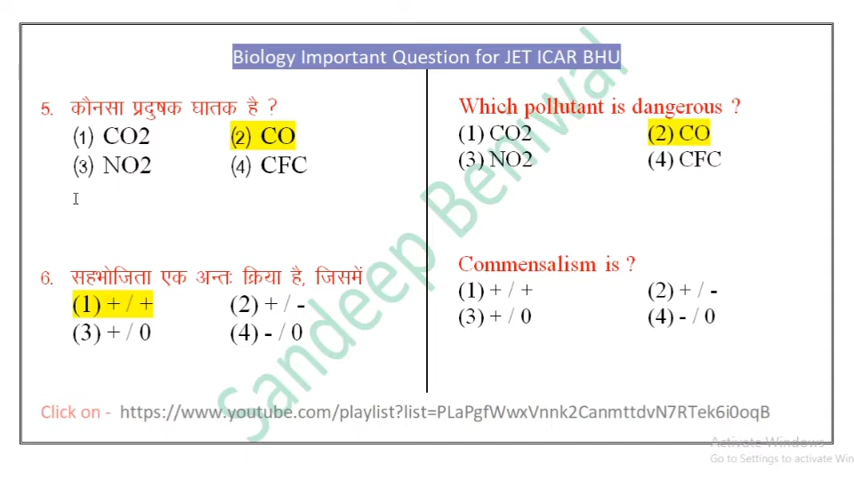 Biology Important Question for JET ICAR BHU
5. कौनसा प्रदुषक घातक है ?
(1) CO2 (2) CO
(3) NO2 (4) CFC
6. सहभोजिता एक अन्तः क्रिया है, जिसमें
(1) + / + (2) + / -
(3) + / 0 (4) - / 0
Which pollutant is dangerous ?
(1) CO2 (2) CO
(3) NO2 (4) CFC
Commensalism is ?
(1) + / + (2) + / -
(3) + / 0 (4) - / 0
Sandeep Beniwal
Click on - https://www.youtube.com/playlist?list=PLaPgfWwxVnnk2CanmttdvN7RTek6i0oqB
Activate Windows
Go to Settings to activate Win